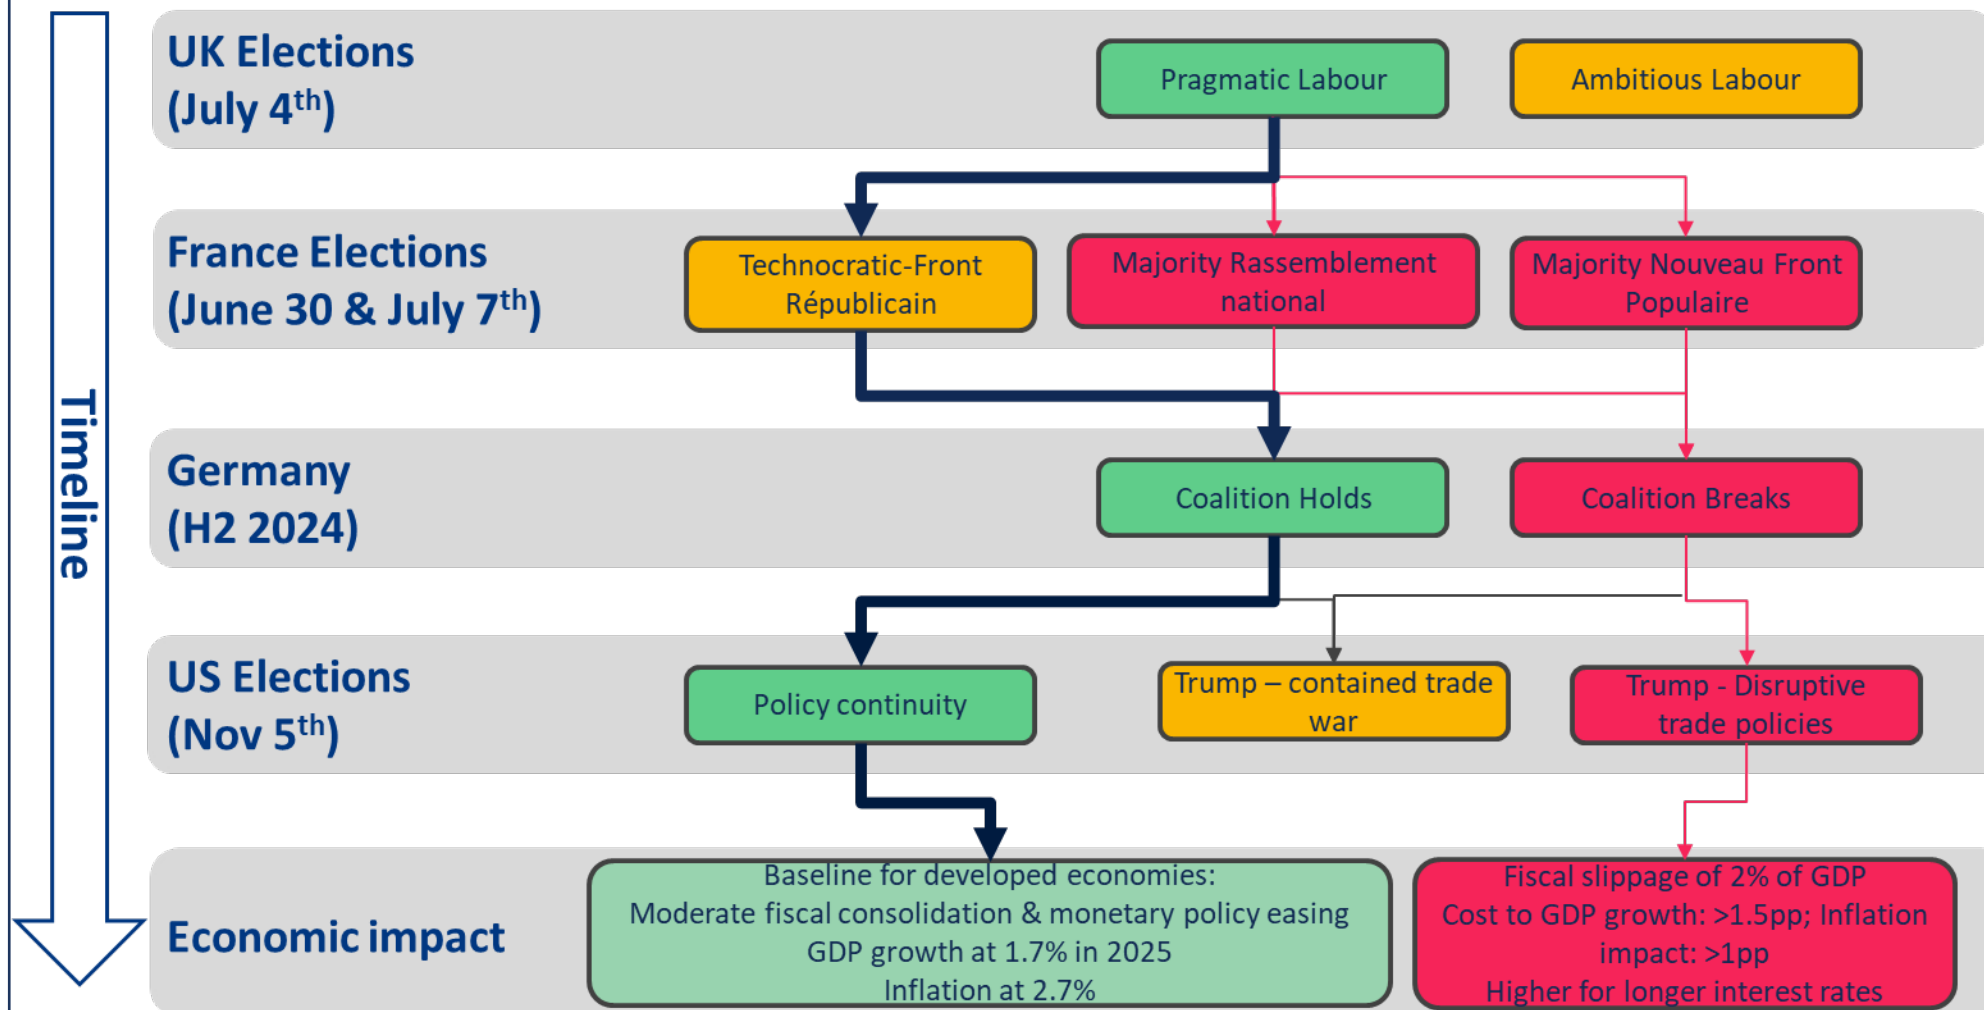 Timeline
UK Elections
(July 4th)
Pragmatic Labour
Ambitious Labour
France Elections
(June 30 & July 7th)
Technocratic-Front
Républicain
Majority Rassemblement
national
Majority Nouveau Front
Populaire
Germany
(H2 2024)
Coalition Holds
Coalition Breaks
US Elections
(Nov 5th)
Policy continuity
Trump – contained trade
war
Trump - Disruptive
trade policies
Economic impact
Baseline for developed economies:
Moderate fiscal consolidation & monetary policy easing
GDP growth at 1.7% in 2025
Inflation at 2.7%
Fiscal slippage of 2% of GDP
Cost to GDP growth: >1.5pp; Inflation
impact: >1pp
Higher for longer interest rates